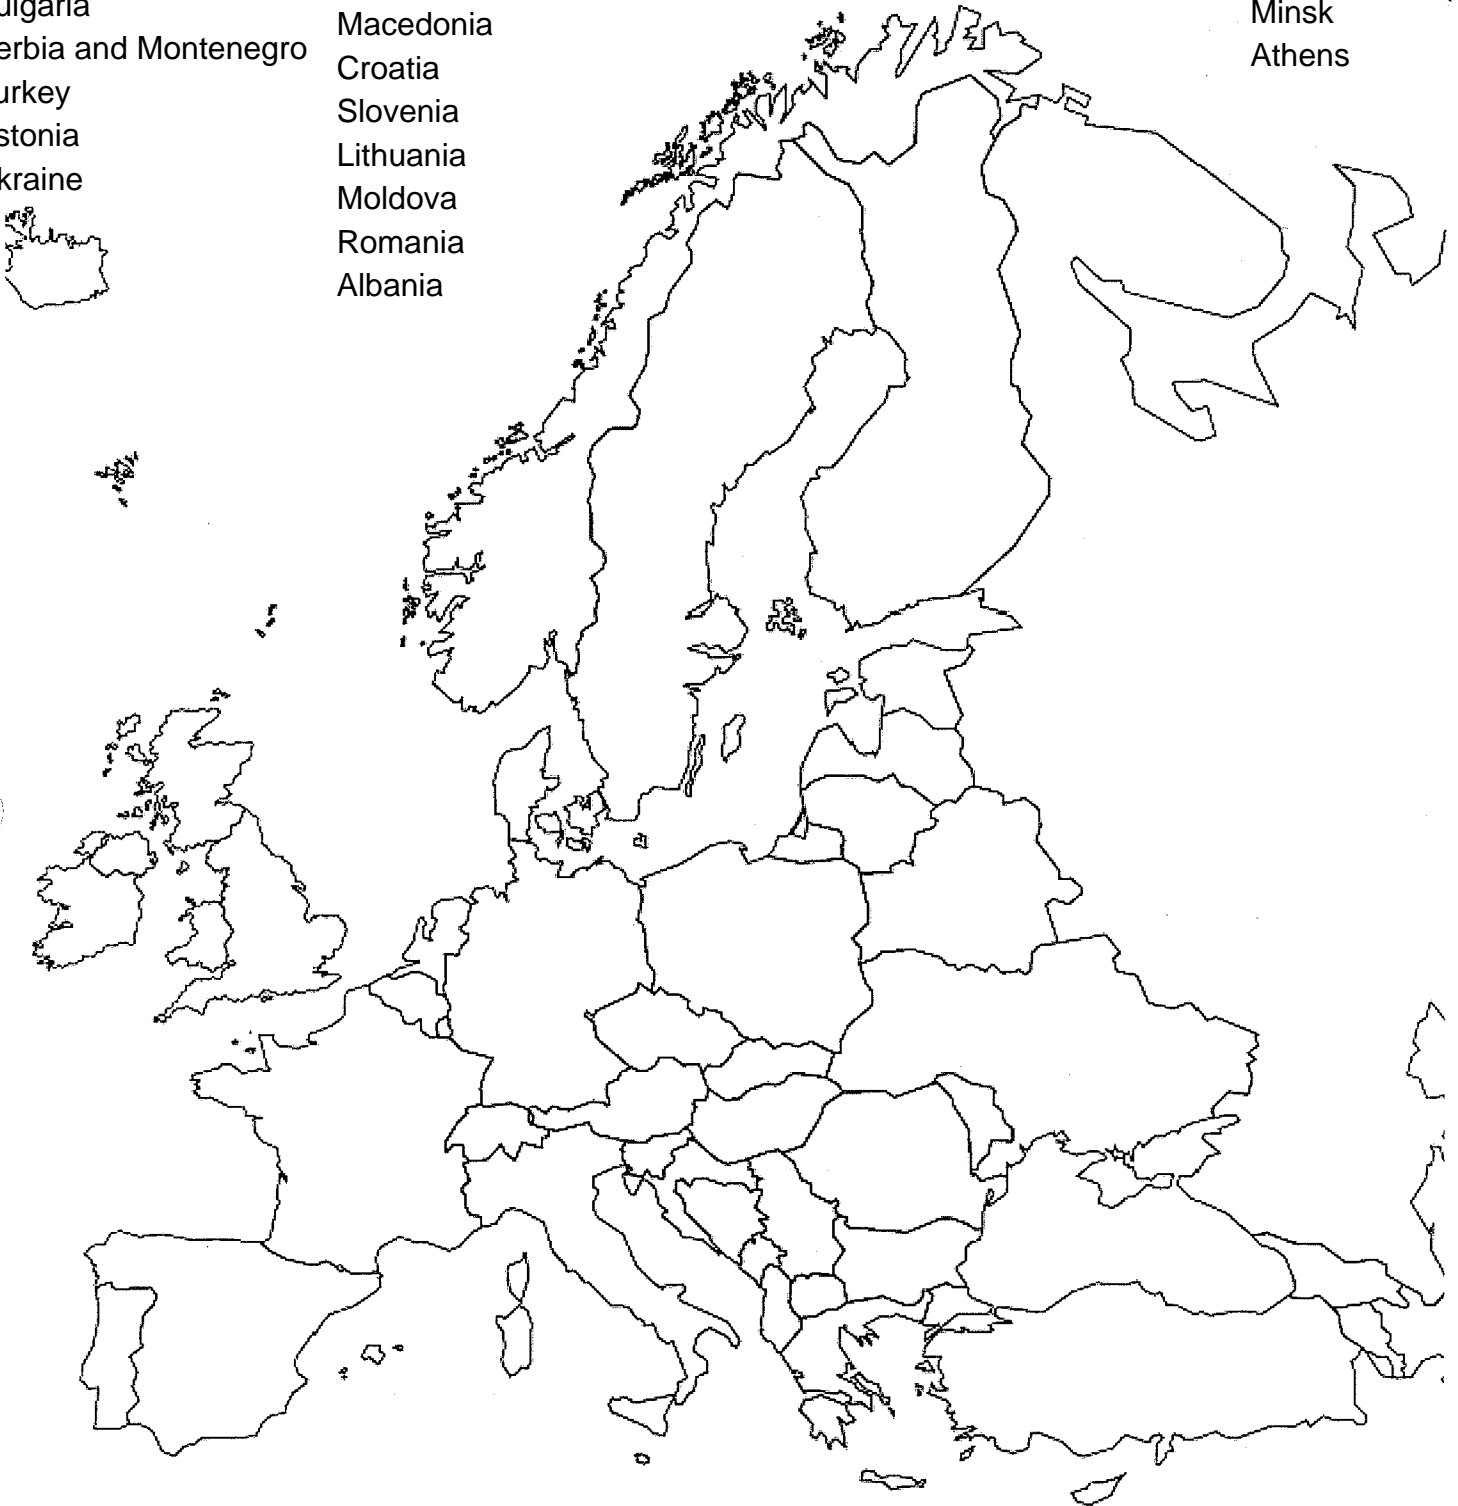 ulgaria
erbia and Montenegro
urkey
stonia
kraine
Macedonia
Croatia
Slovenia
Lithuania
Moldova
Romania
Albania
Minsk
Athens